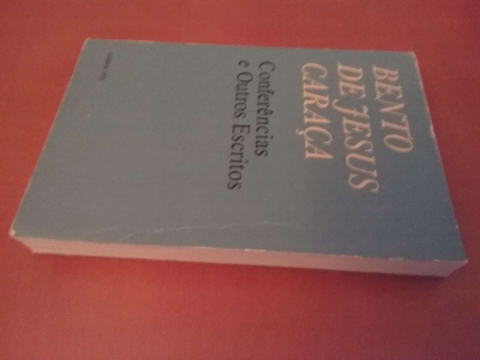 BENTO
DE JESUS
CARAÇA
Conferências
e Outros Escritos